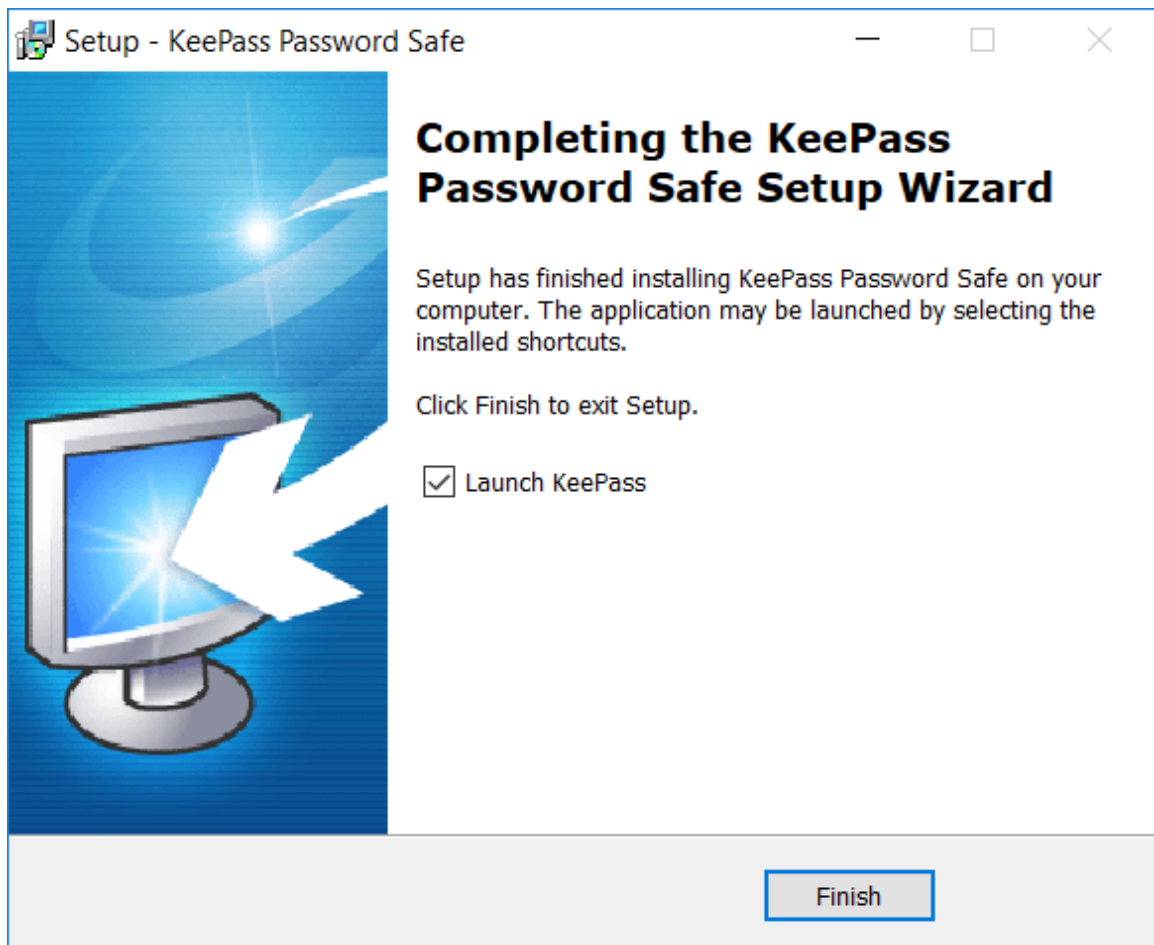 Setup - KeePass Password Safe
Completing the KeePass
Password Safe Setup Wizard
Setup has finished installing KeePass Password Safe on your
computer. The application may be launched by selecting the
installed shortcuts.
Click Finish to exit Setup.
Launch KeePass
Finish